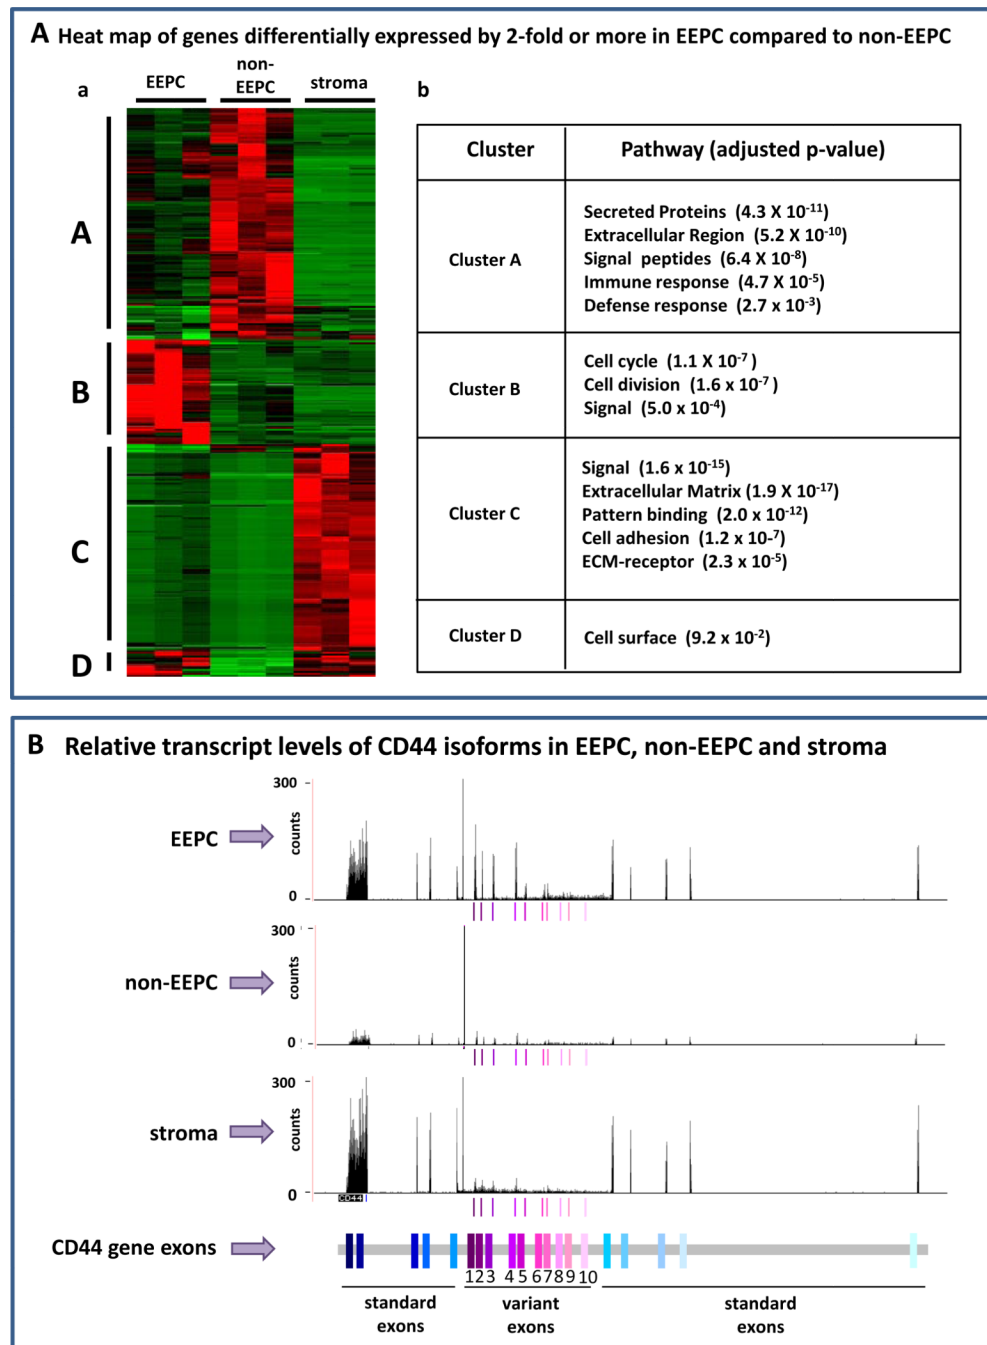 A Heat map of genes differentially expressed by 2-fold or more in EEPC compared to non-EEPC
a
EEPC
non-
EEPC
stroma
A
B
C
D
b
Cluster
Pathway (adjusted p-value)
Cluster A
Secreted Proteins (4.3 X 10-11)
Extracellular Region (5.2 X 10-10)
Signal peptides (6.4 X 10-8)
Immune response (4.7 X 10-5)
Defense response (2.7 x 10-3)
Cluster B
Cell cycle (1.1 X 10-7 )
Cell division (1.6 x 10-7 )
Signal (5.0 x 10-4)
Cluster C
Signal (1.6 x 10-15)
Extracellular Matrix (1.9 X 10-17)
Pattern binding (2.0 x 10-12)
Cell adhesion (1.2 x 10-7)
ECM-receptor (2.3 x 10-5)
Cluster D
Cell surface (9.2 x 10-2)
B Relative transcript levels of CD44 isoforms in EEPC, non-EEPC and stroma
EEPC
300
counts
0
non-EEPC
300
counts
0
stroma
300
counts
0
CD44
CD44 gene exons
1 2 3 4 5 6 7 8 9 10
standard
exons
variant
exons
standard
exons